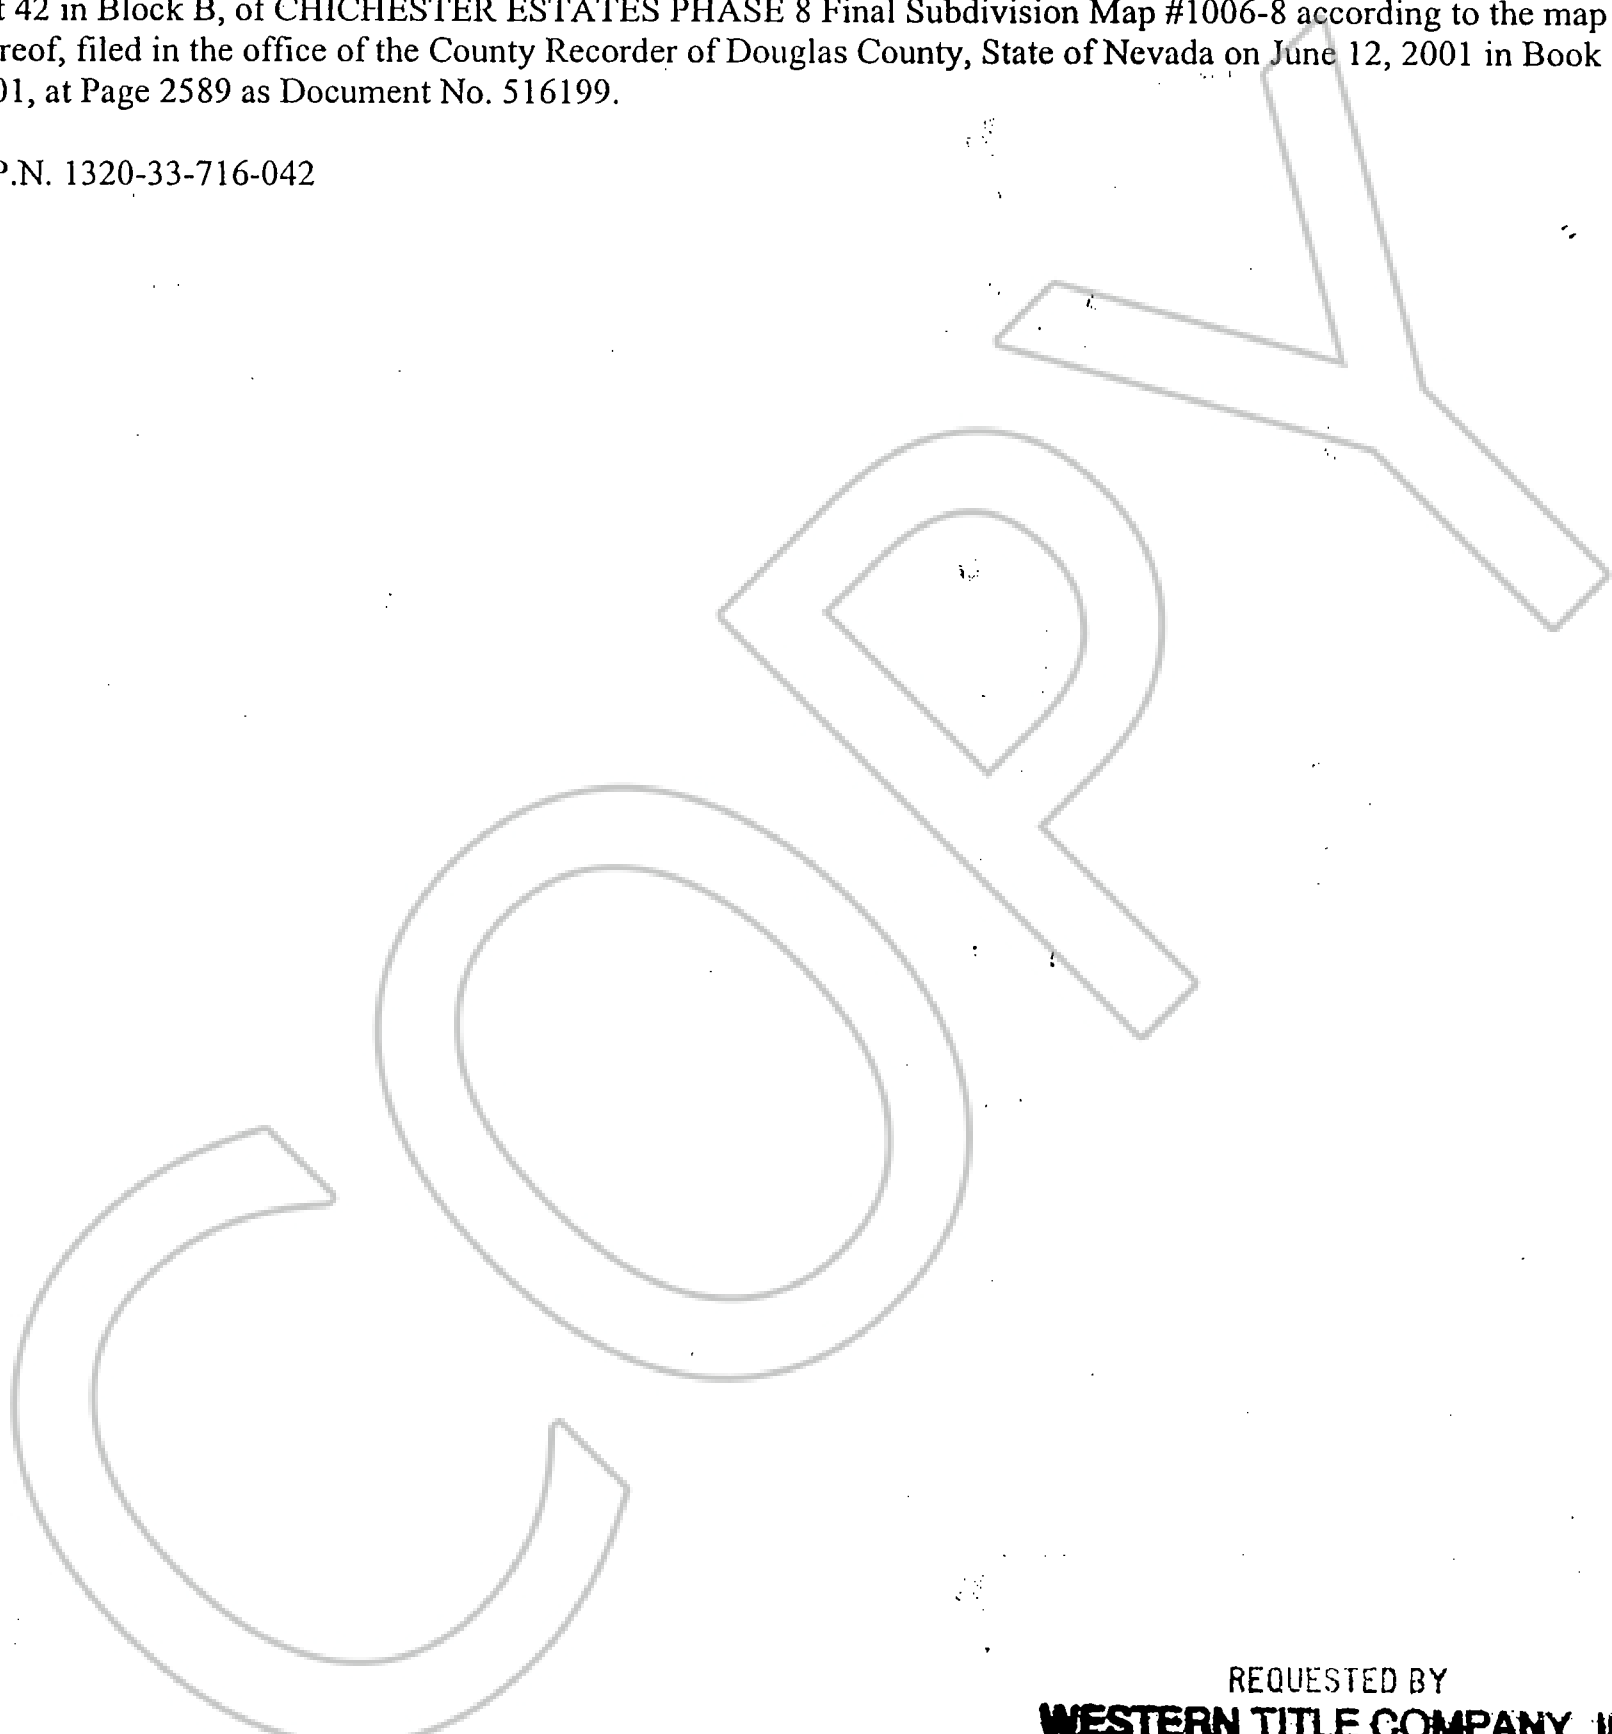 42 in Block B, of CHICHESTER ESTATES PHASE 8 Final Subdivision Map #1006-8 according to the map
reof, filed in the office of the County Recorder of Douglas County, State of Nevada on June 12, 2001 in Book
01, at Page 2589 as Document No. 516199.
P.N. 1320-33-716-042
COPY
REQUESTED BY
WESTERN TITLE COMPANY